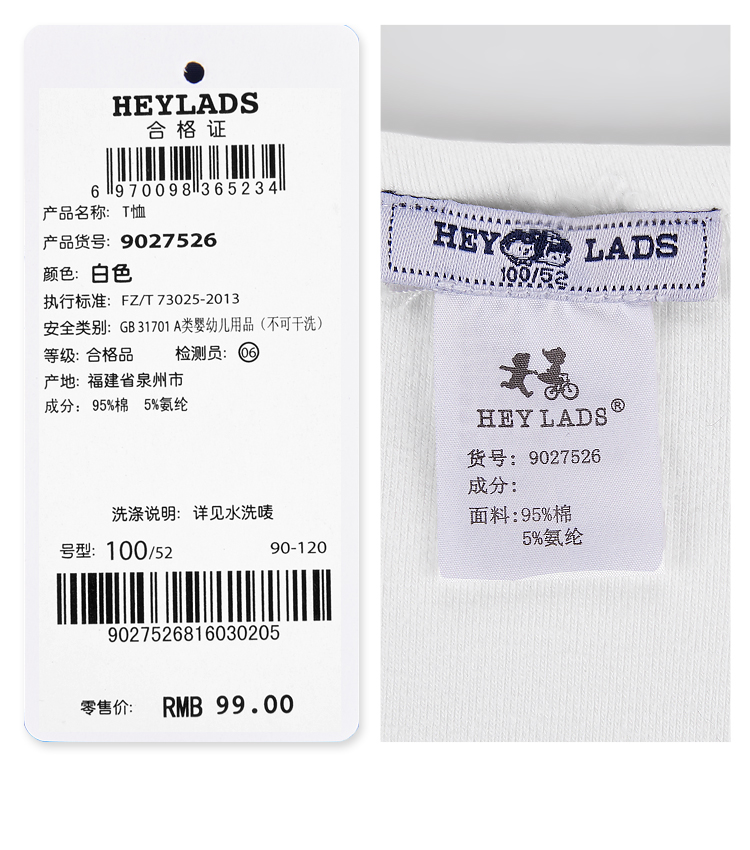 HEYLADS
合格证
6 970098 365234
产品名称: T恤
产品货号: 9027526
颜色: 白色
执行标准: FZ/T 73025-2013
安全类别: GB 31701 A类婴幼儿用品（不可干洗）
等级: 合格品 检测员: 06
产地: 福建省泉州市
成分: 95%棉 5%氨纶
洗涤说明: 详见水洗唛
号型: 100/52 90-120
9027526816030205
零售价: RMB 99.00
HEY LADS
100/52
HEY LADS®
货号: 9027526
成分:
面料:95%棉
5%氨纶